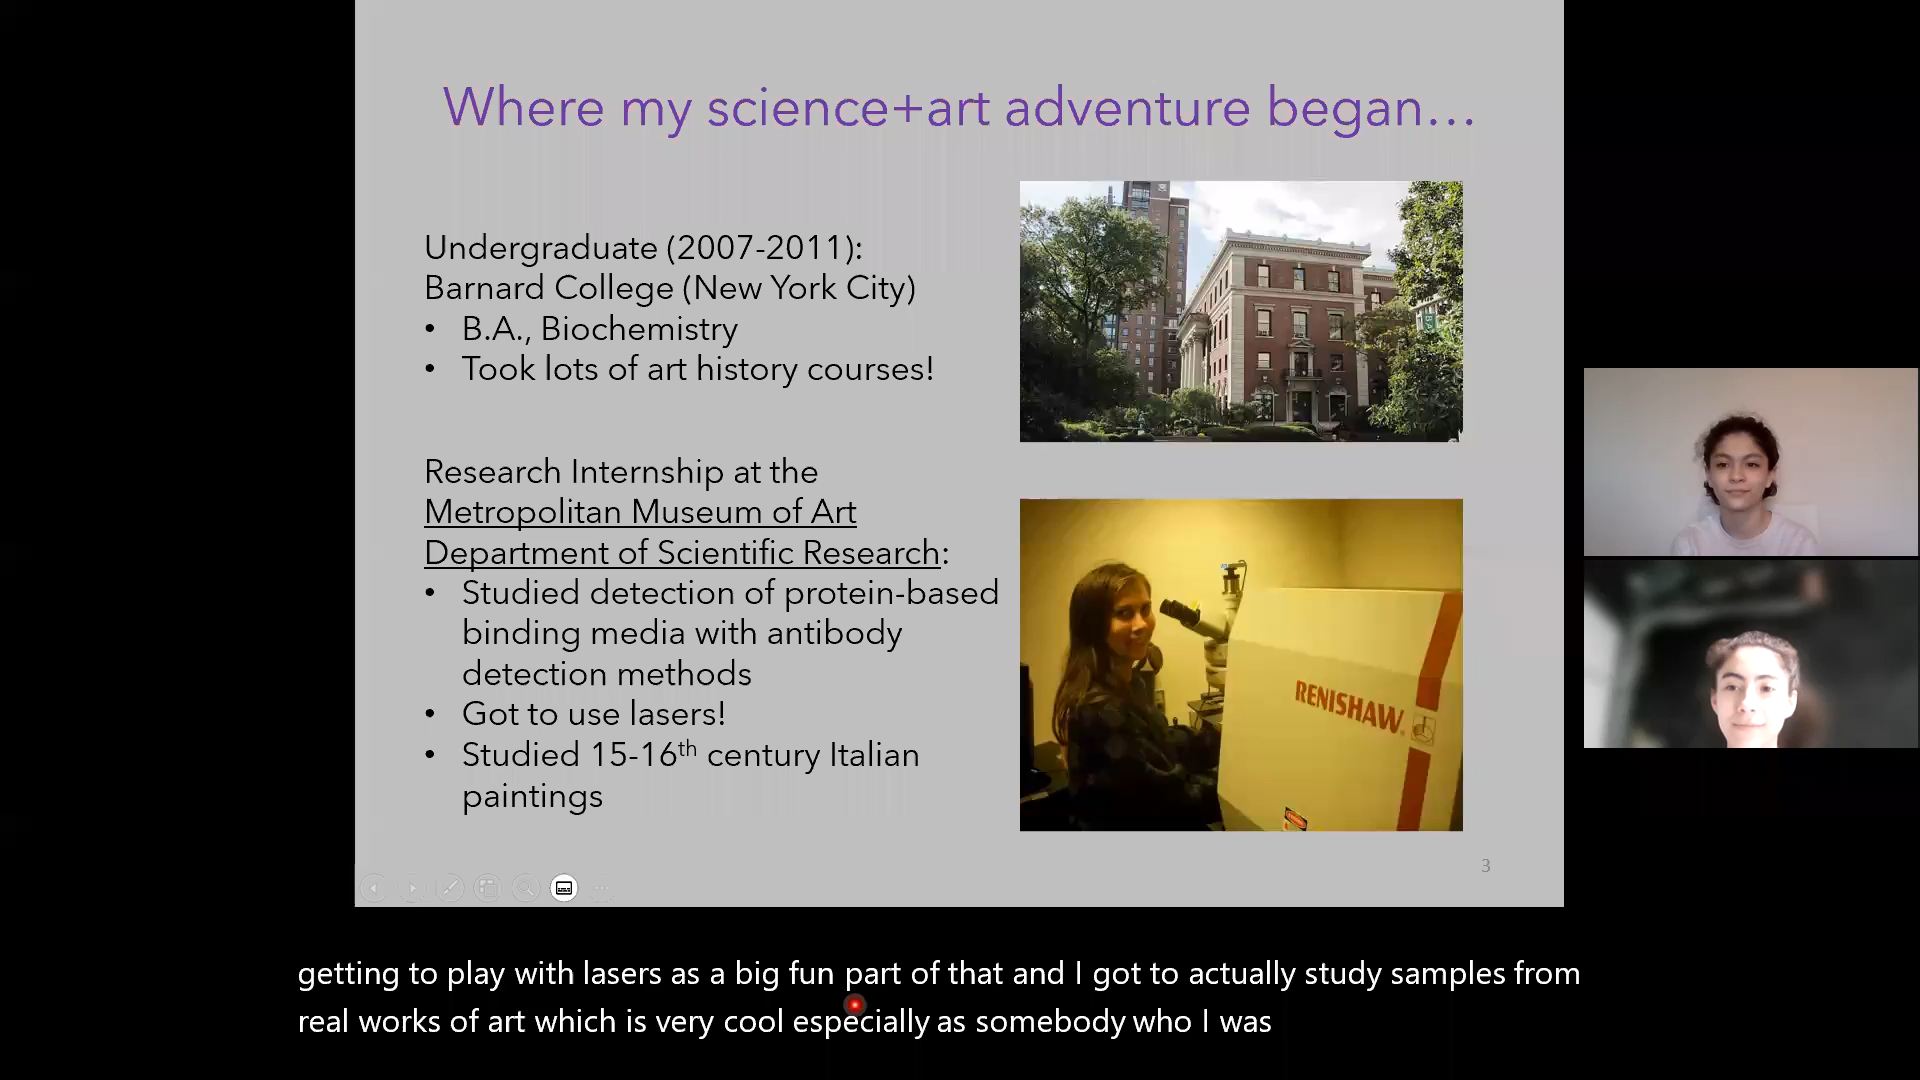 Where my science+art adventure began…
Undergraduate (2007-2011):
Barnard College (New York City)
• B.A., Biochemistry
• Took lots of art history courses!
Research Internship at the
Metropolitan Museum of Art
Department of Scientific Research:
• Studied detection of protein-based
binding media with antibody
detection methods
• Got to use lasers!
• Studied 15-16th century Italian
paintings
RENISHAW
3
getting to play with lasers as a big fun part of that and I got to actually study samples from
real works of art which is very cool especially as somebody who I was